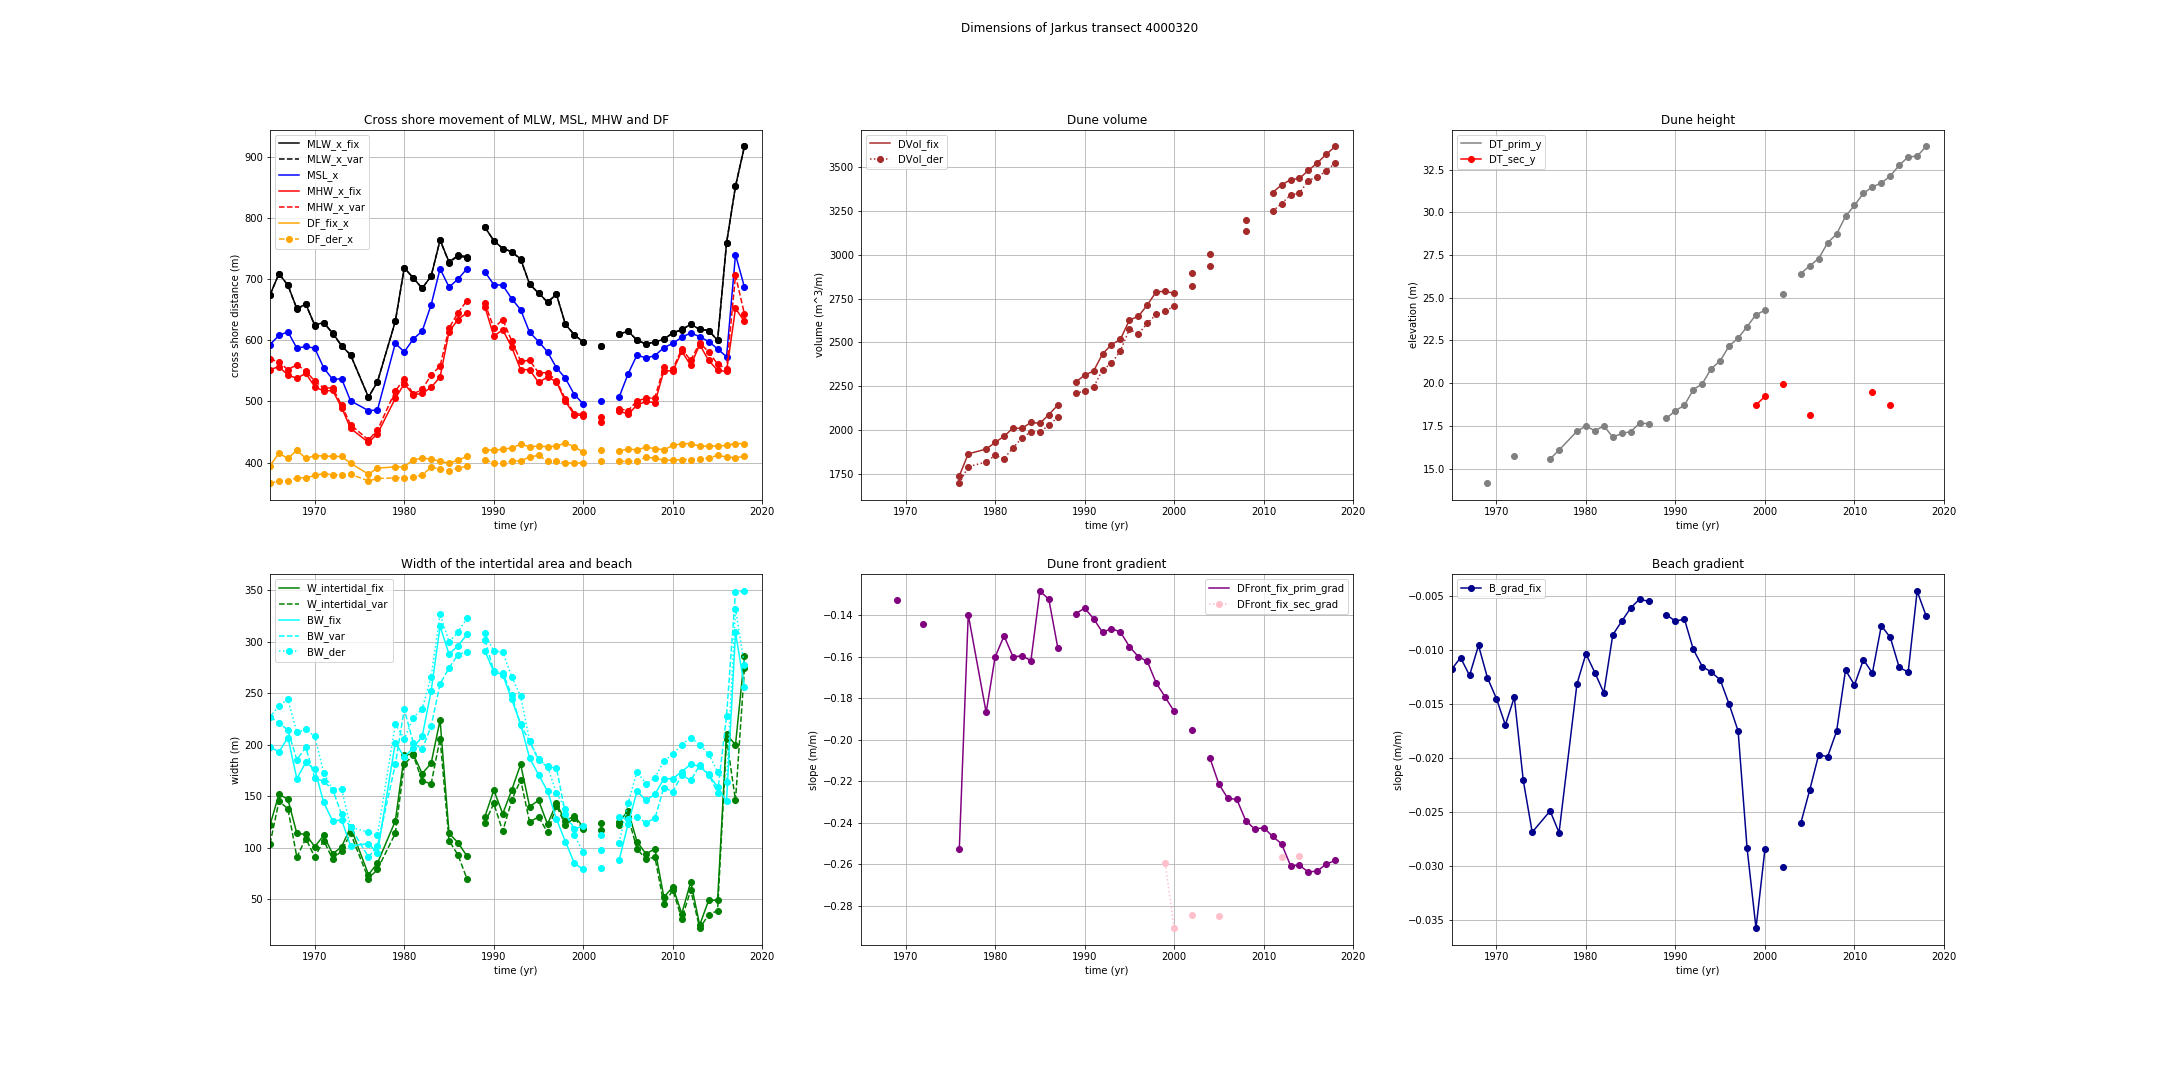 Dimensions of Jarkus transect 4000320
Cross shore movement of MLW, MSL, MHW and DF
MLW_x_fix
MLW_x_var
MSL_x
MHW_x_fix
MHW_x_var
DF_fix_x
DF_der_x
cross shore distance (m)
900
800
700
600
500
400
1970
1980
1990
2000
2010
2020
time (yr)
Dune volume
DVol_fix
DVol_der
volume (m^3/m)
3500
3250
3000
2750
2500
2250
2000
1750
1970
1980
1990
2000
2010
2020
time (yr)
Dune height
DT_prim_y
DT_sec_y
elevation (m)
32.5
30.0
27.5
25.0
22.5
20.0
17.5
15.0
1970
1980
1990
2000
2010
2020
time (yr)
Width of the intertidal area and beach
W_intertidal_fix
W_intertidal_var
BW_fix
BW_var
BW_der
width (m)
350
300
250
200
150
100
50
1970
1980
1990
2000
2010
2020
time (yr)
Dune front gradient
DFront_fix_prim_grad
DFront_fix_sec_grad
slope (m/m)
−0.14
−0.16
−0.18
−0.20
−0.22
−0.24
−0.26
−0.28
1970
1980
1990
2000
2010
2020
time (yr)
Beach gradient
B_grad_fix
slope (m/m)
−0.005
−0.010
−0.015
−0.020
−0.025
−0.030
−0.035
1970
1980
1990
2000
2010
2020
time (yr)